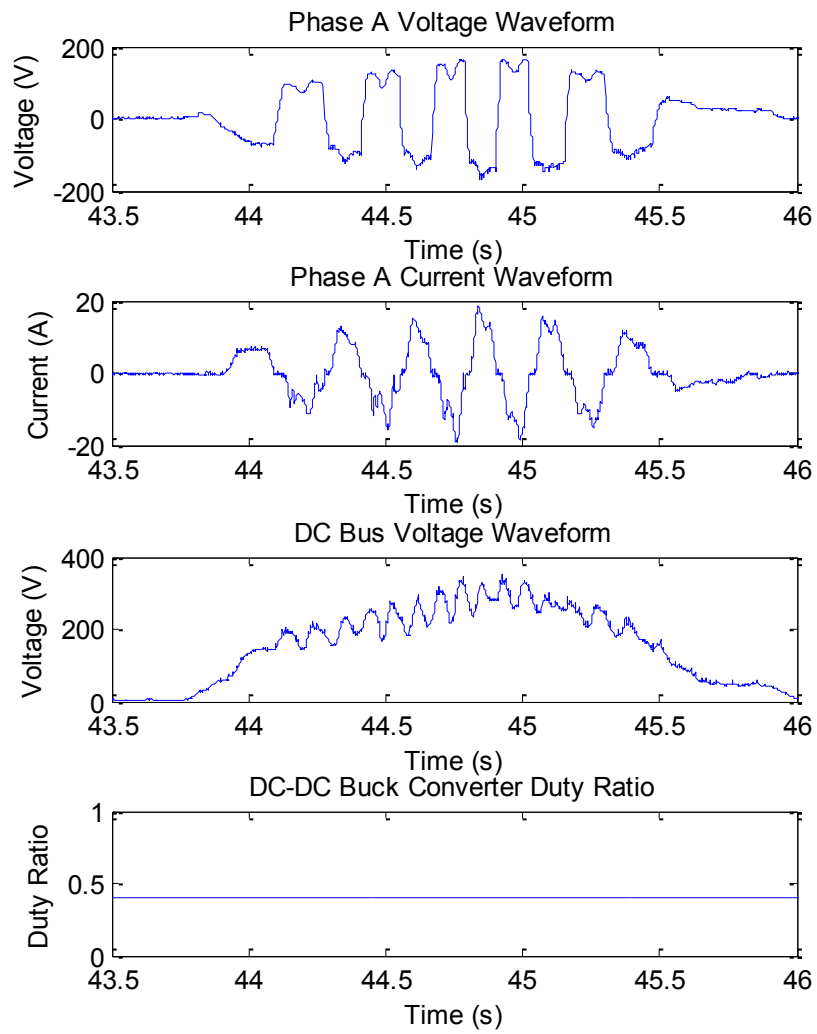 Phase A Voltage Waveform
200
0
-200
Voltage (V)
43.5 44 44.5 45 45.5 46
Time (s)
Phase A Current Waveform
20
0
-20
Current (A)
43.5 44 44.5 45 45.5 46
Time (s)
DC Bus Voltage Waveform
400
200
0
Voltage (V)
43.5 44 44.5 45 45.5 46
Time (s)
DC-DC Buck Converter Duty Ratio
1
0.5
0
Duty Ratio
43.5 44 44.5 45 45.5 46
Time (s)